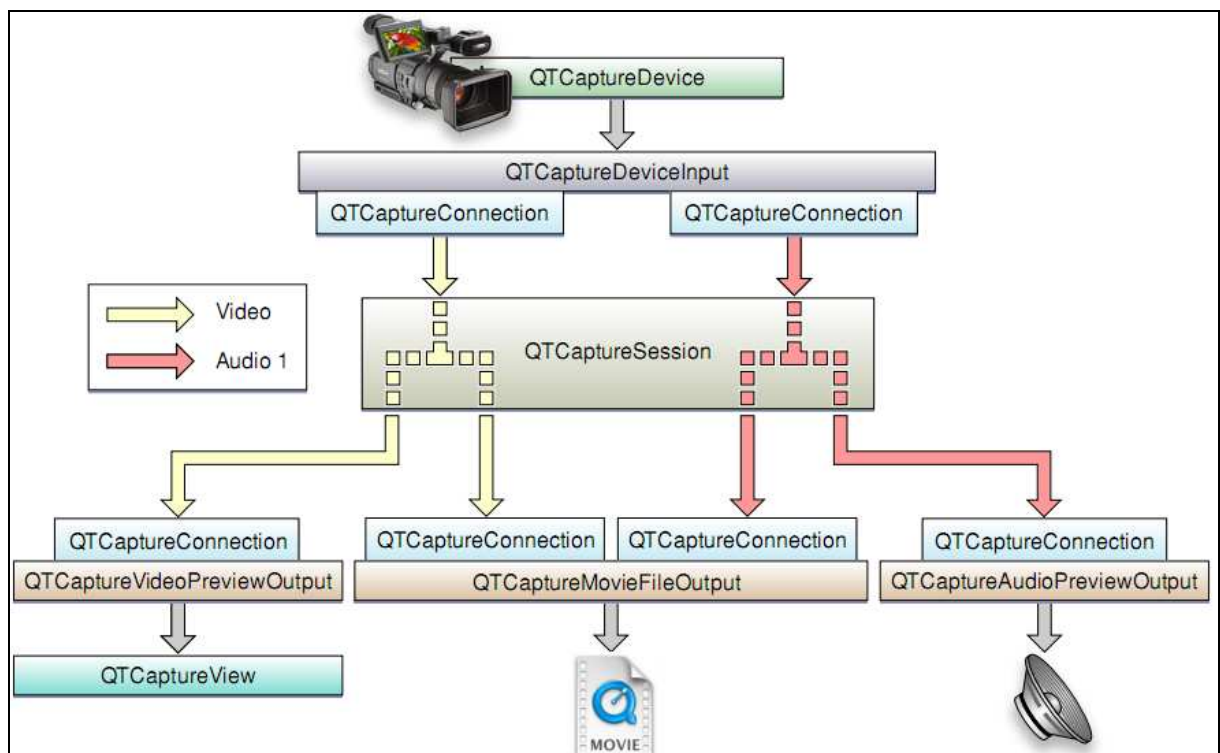 QTCaptureDevice
QTCaptureDeviceInput
QTCaptureConnection
QTCaptureConnection
Video
Audio 1
QTCaptureSession
QTCaptureConnection
QTCaptureConnection
QTCaptureConnection
QTCaptureConnection
QTCaptureVideoPreviewOutput
QTCaptureMovieFileOutput
QTCaptureAudioPreviewOutput
QTCaptureView
MOVIE